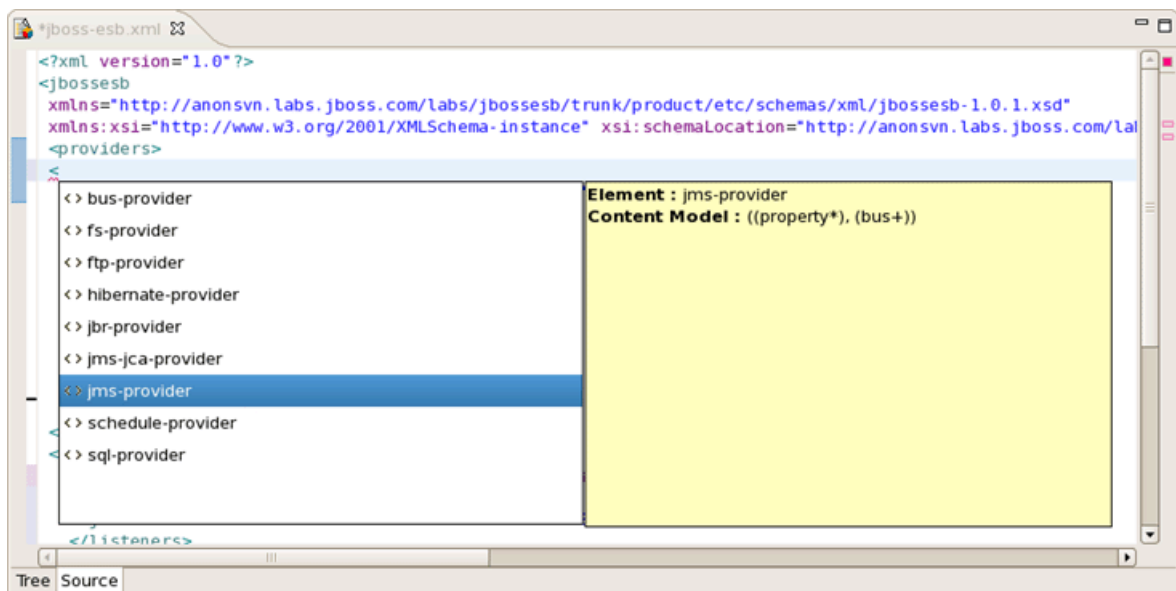 *jboss-esb.xml
<?xml version="1.0"?>
<jbossesb
xmlns="http://anonsvn.labs.jboss.com/labs/jbossesb/trunk/product/etc/schemas/xml/jbossesb-1.0.1.xsd"
xmlns:xsi="http://www.w3.org/2001/XMLSchema-instance" xsi:schemaLocation="http://anonsvn.labs.jboss.com/la
<providers>
<
<> bus-provider
<> fs-provider
<> ftp-provider
<> hibernate-provider
<> jbr-provider
<> jms-jca-provider
<> jms-provider
<> schedule-provider
<> sql-provider
Element : jms-provider
Content Model : ((property*), (bus+))
</listeners>
Tree Source